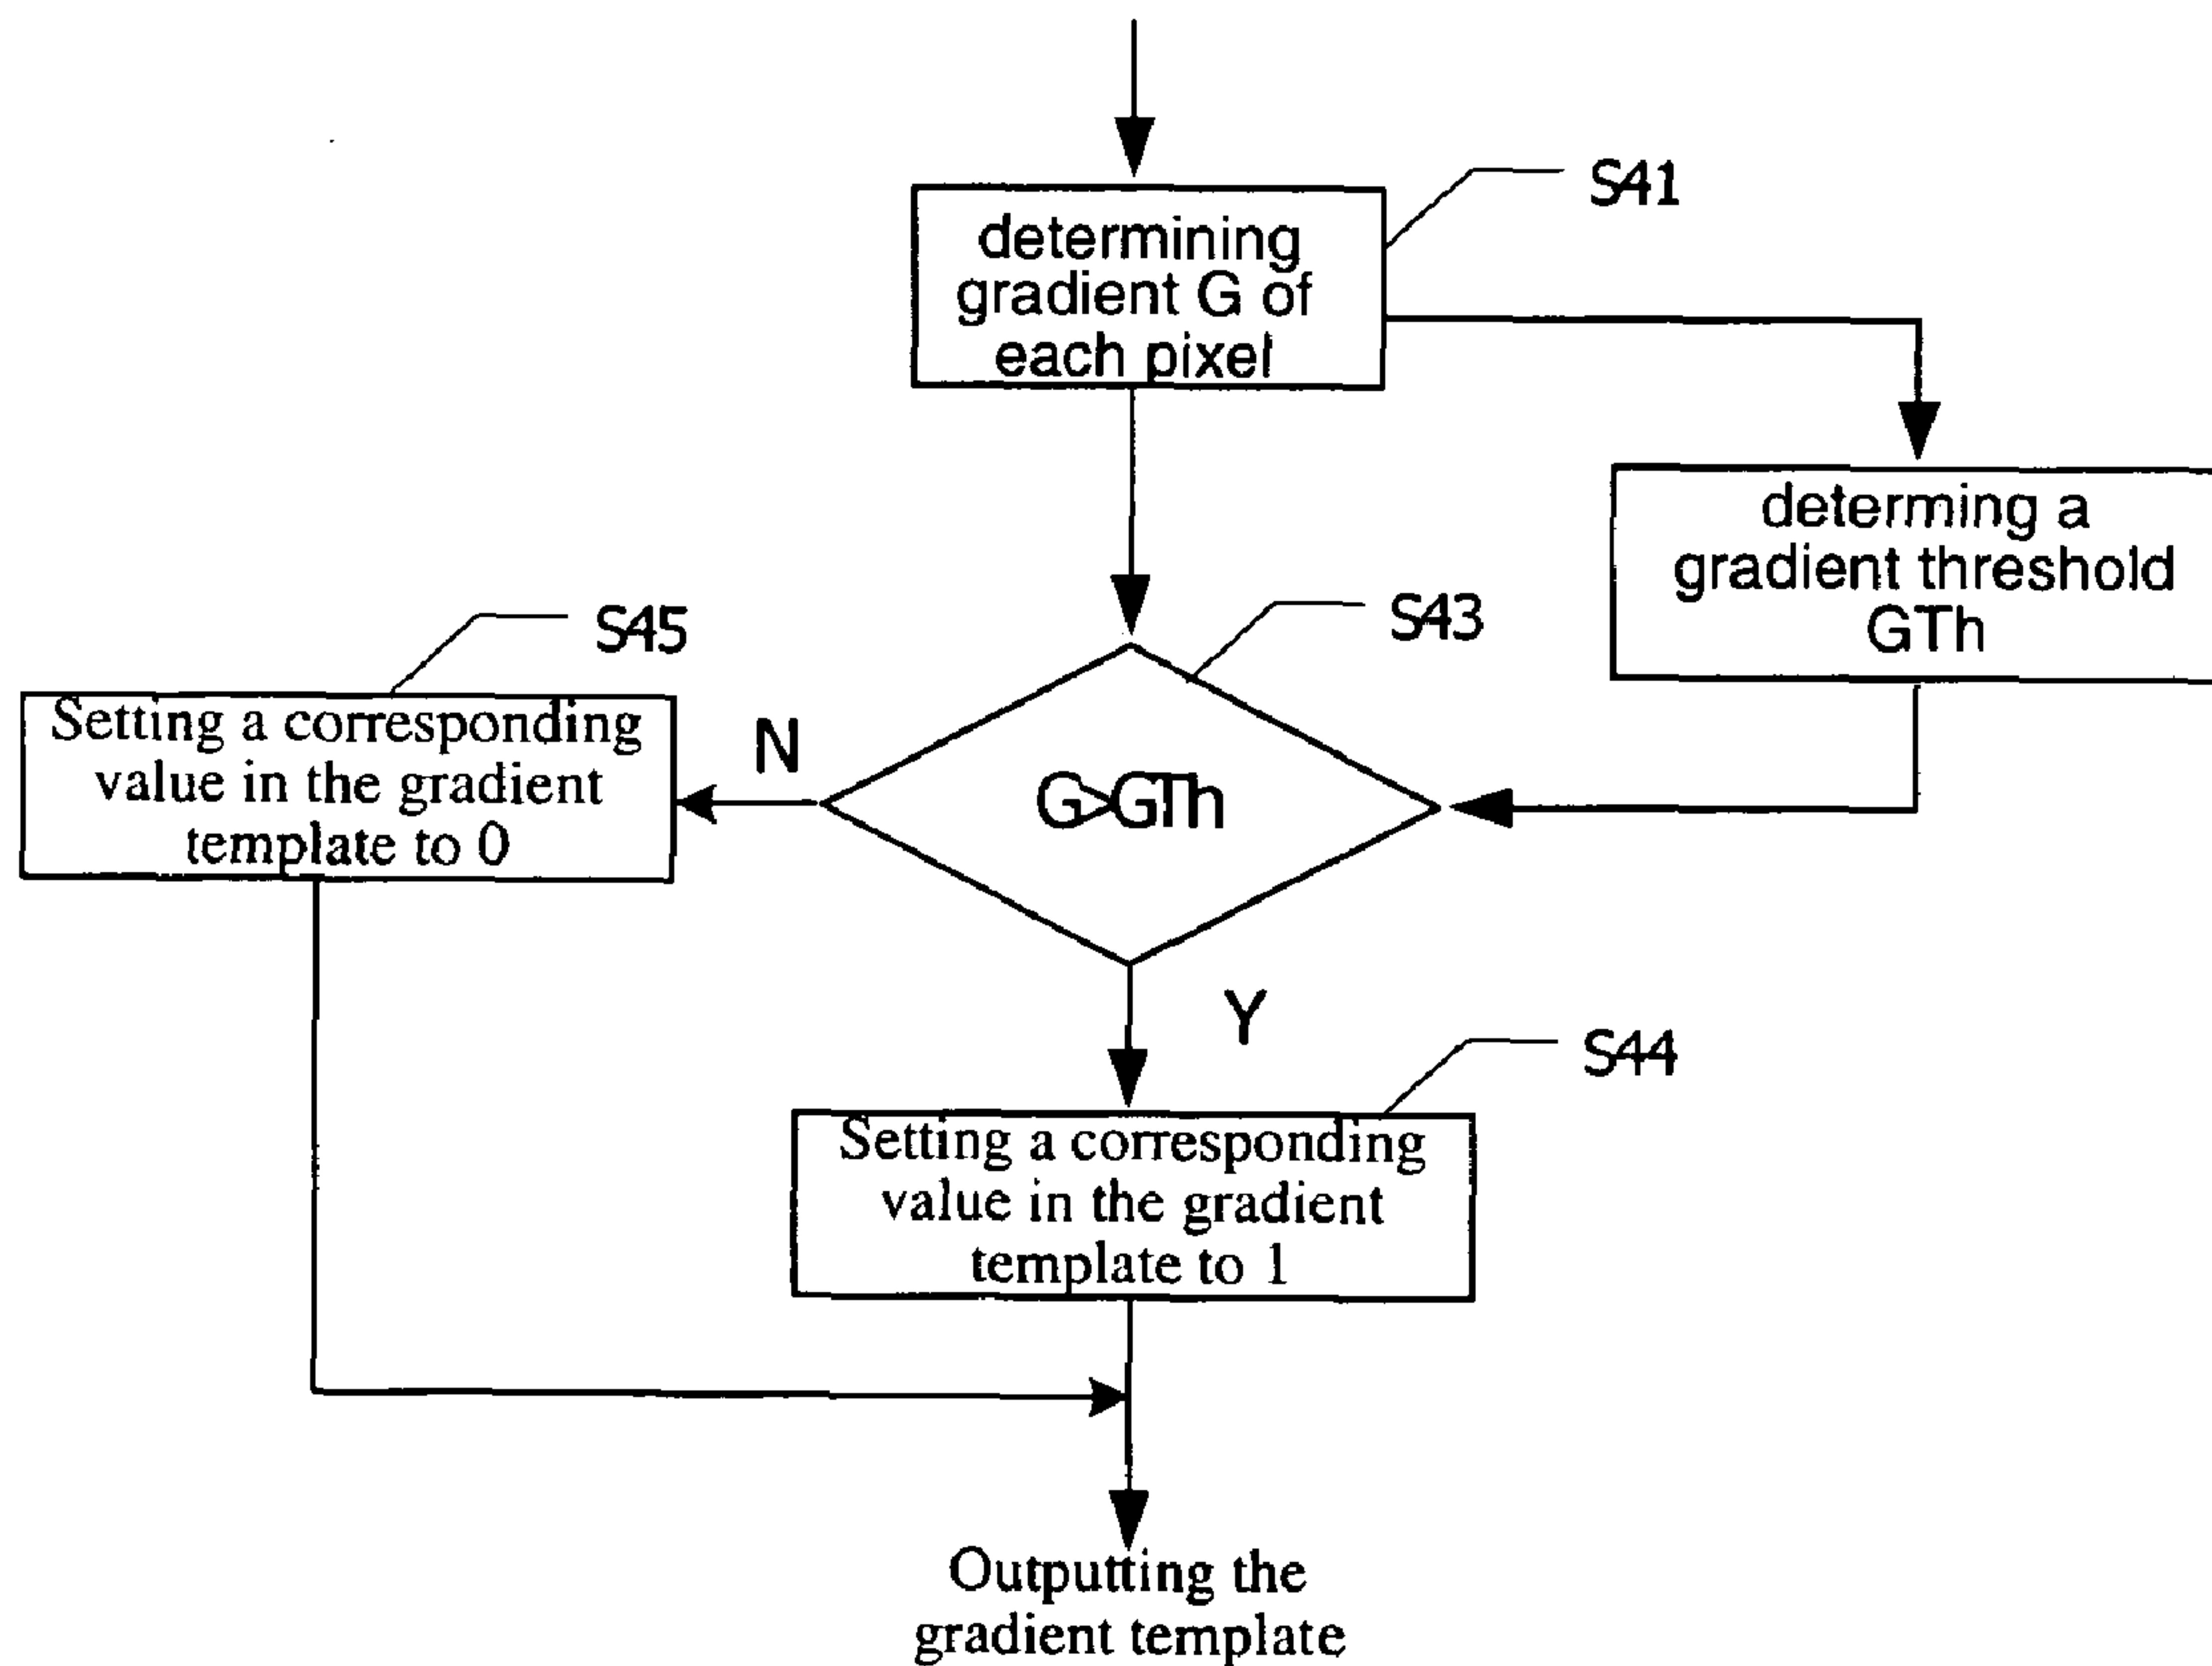 S41
determining
gradient G of
each pixel
determing a
gradient threshold
GTh
S43
S45
Setting a corresponding
value in the gradient
template to 0
N
G>GTh
Y
S44
Setting a corresponding
value in the gradient
template to 1
Outputting the
gradient template